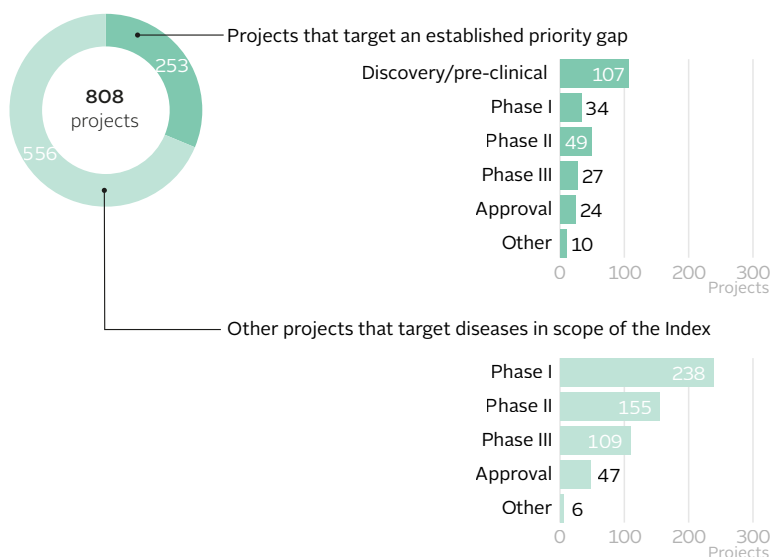 Projects that target an established priority gap
253
808
projects
556
Discovery/pre-clinical 107
Phase I 34
Phase II 49
Phase III 27
Approval 24
Other 10
0 100 200 300
Projects
Other projects that target diseases in scope of the Index
Phase I 238
Phase II 155
Phase III 109
Approval 47
Other 6
0 100 200 300
Projects